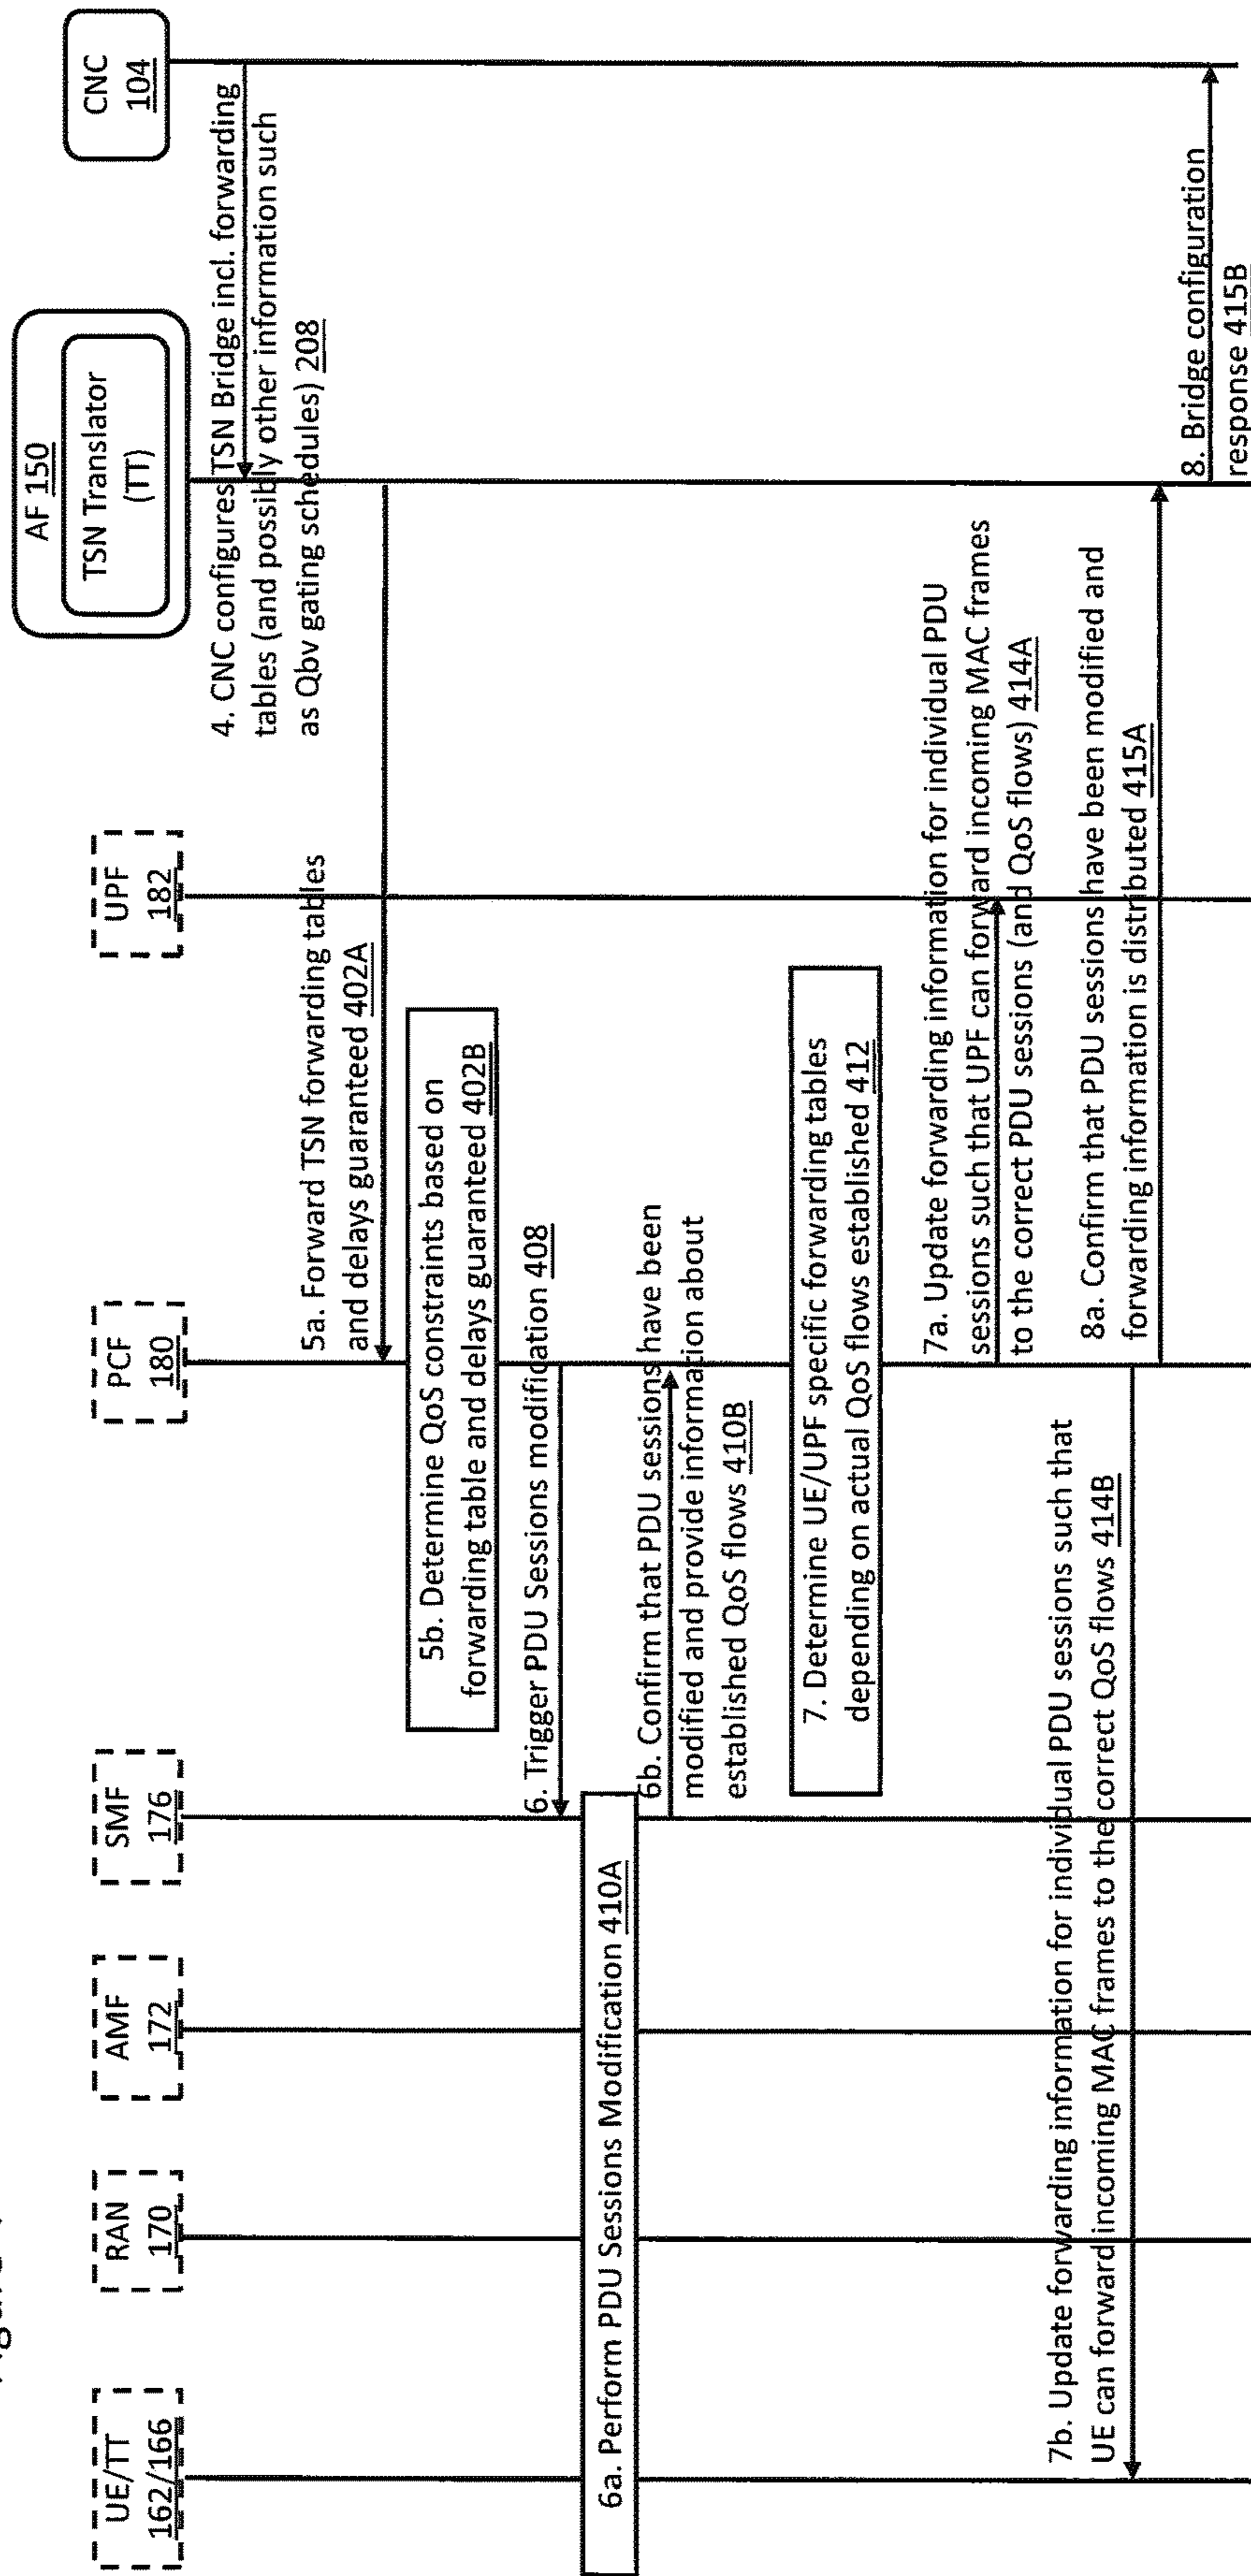 UE/TT
162/166
RAN
170
AMF
172
SMF
176
PCF
180
UPF
182
AF 150
TSN Translator
(TT)
CNC
104
4. CNC configures TSN Bridge incl. forwarding
tables (and possibly other information such
as Qbv gating schedules) 208
5a. Forward TSN forwarding tables
and delays guaranteed 402A
5b. Determine QoS constraints based on
forwarding table and delays guaranteed 402B
6. Trigger PDU Sessions modification 408
6a. Perform PDU Sessions Modification 410A
6b. Confirm that PDU sessions have been
modified and provide information about
established QoS flows 410B
7. Determine UE/UPF specific forwarding tables
depending on actual QoS flows established 412
7a. Update forwarding information for individual PDU
sessions such that UPF can forward incoming MAC frames
to the correct PDU sessions (and QoS flows) 414A
7b. Update forwarding information for individual PDU sessions such that
UE can forward incoming MAC frames to the correct QoS flows 414B
8a. Confirm that PDU sessions have been modified and
forwarding information is distributed 415A
8. Bridge configuration
response 415B